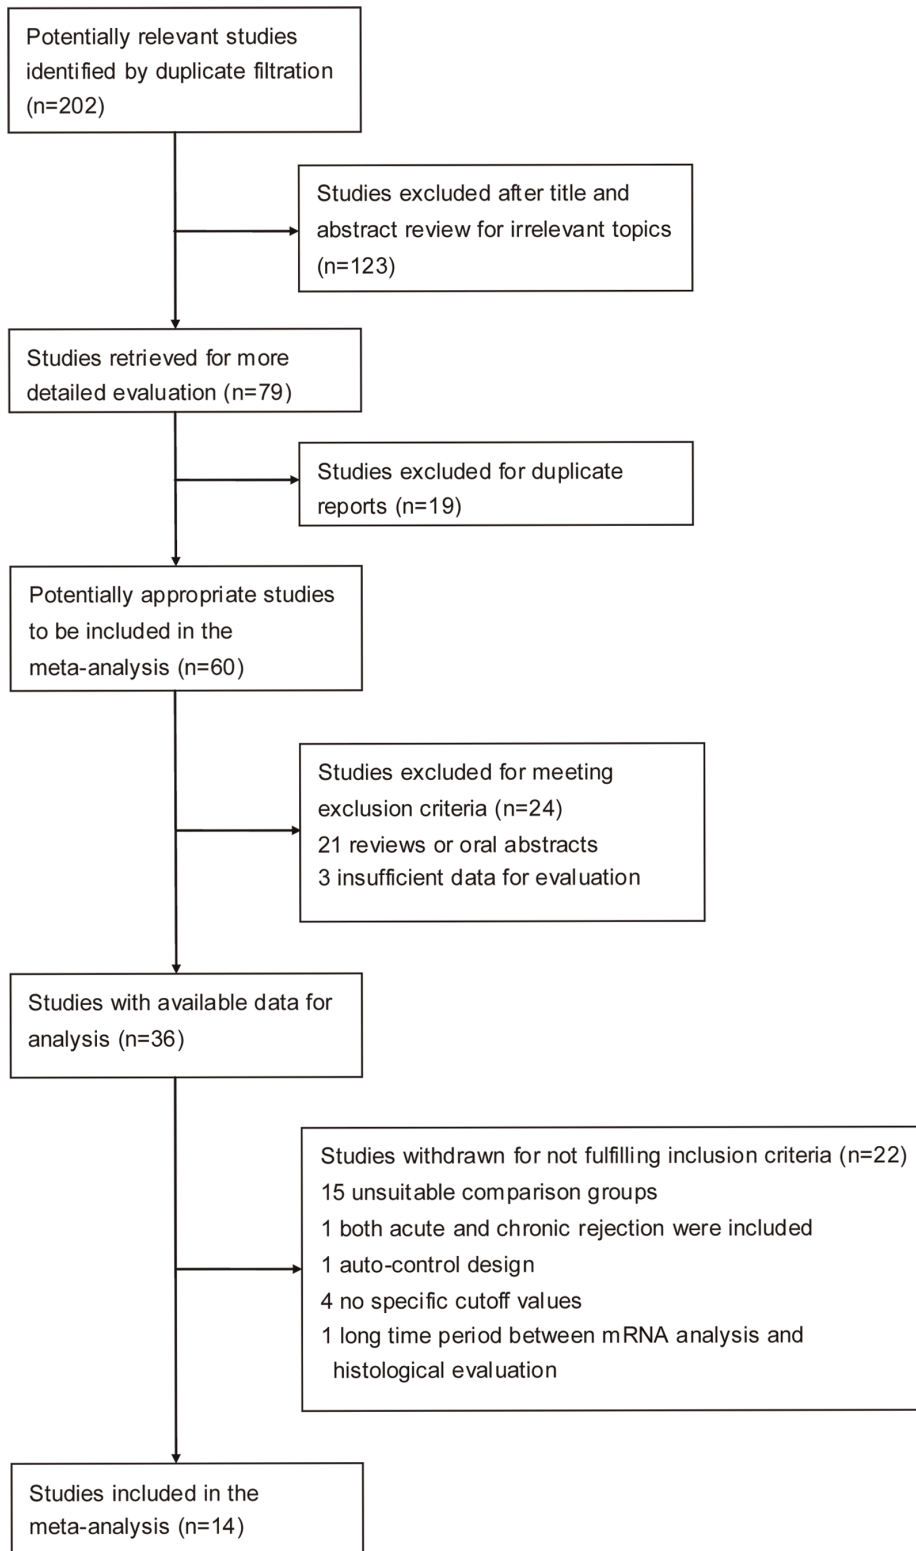 Potentially relevant studies
identified by duplicate filtration
(n=202)
Studies excluded after title and
abstract review for irrelevant topics
(n=123)
Studies retrieved for more
detailed evaluation (n=79)
Studies excluded for duplicate
reports (n=19)
Potentially appropriate studies
to be included in the
meta-analysis (n=60)
Studies excluded for meeting
exclusion criteria (n=24)
21 reviews or oral abstracts
3 insufficient data for evaluation
Studies with available data for
analysis (n=36)
Studies withdrawn for not fulfilling inclusion criteria (n=22)
15 unsuitable comparison groups
1 both acute and chronic rejection were included
1 auto-control design
4 no specific cutoff values
1 long time period between mRNA analysis and
histological evaluation
Studies included in the
meta-analysis (n=14)